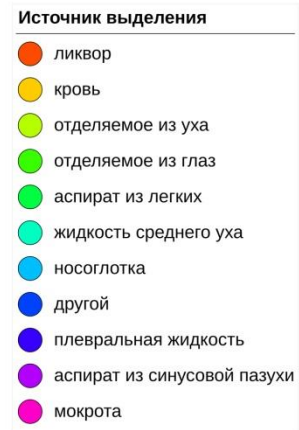 Источник выделения
ликвор
кровь
отделяемое из уха
отделяемое из глаз
аспират из легких
жидкость среднего уха
носоглотка
другой
плевральная жидкость
аспират из синусовой пазухи
мокрота